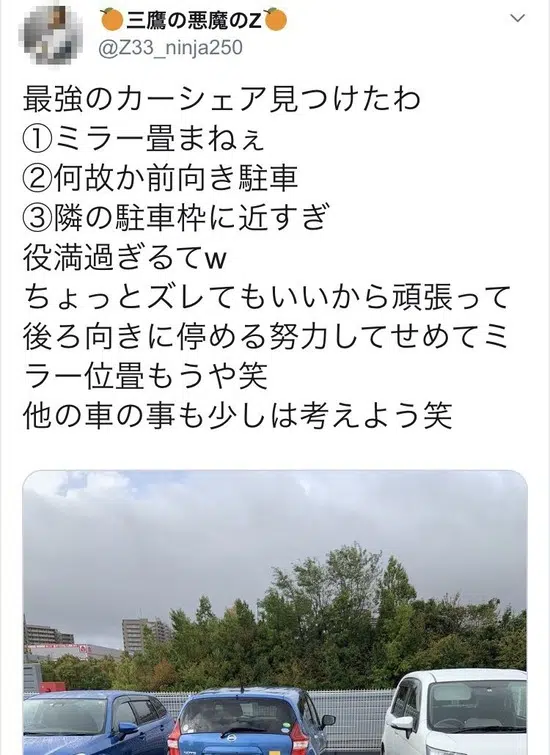 🍊三鷹の悪魔のZ🍊
@Z33_ninja250
最強のカーシェア見つけたわ
①ミラー畳まねぇ
②何故か前向き駐車
③隣の駐車枠に近すぎ
役満過ぎるてw
ちょっとズレてもいいから頑張って
後ろ向きに停める努力してせめてミ
ラー位畳もうや笑
他の車の事も少しは考えよう笑